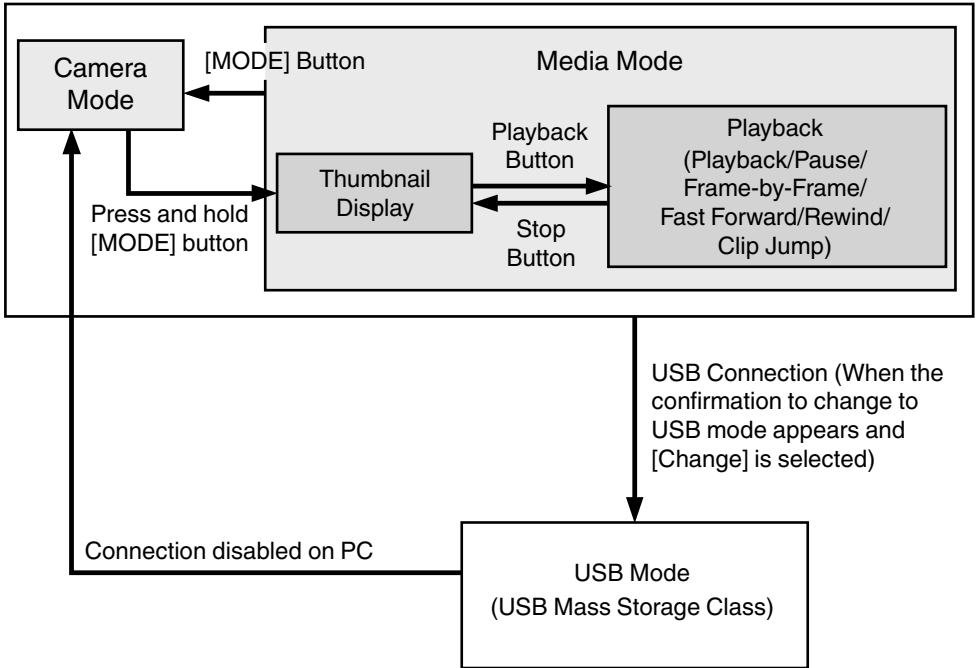 Camera
Mode
[MODE] Button
Media Mode
Press and hold
[MODE] button
Thumbnail
Display
Playback
Button
Stop
Button
Playback
(Playback/Pause/
Frame-by-Frame/
Fast Forward/Rewind/
Clip Jump)
USB Connection (When the
confirmation to change to
USB mode appears and
[Change] is selected)
Connection disabled on PC
USB Mode
(USB Mass Storage Class)